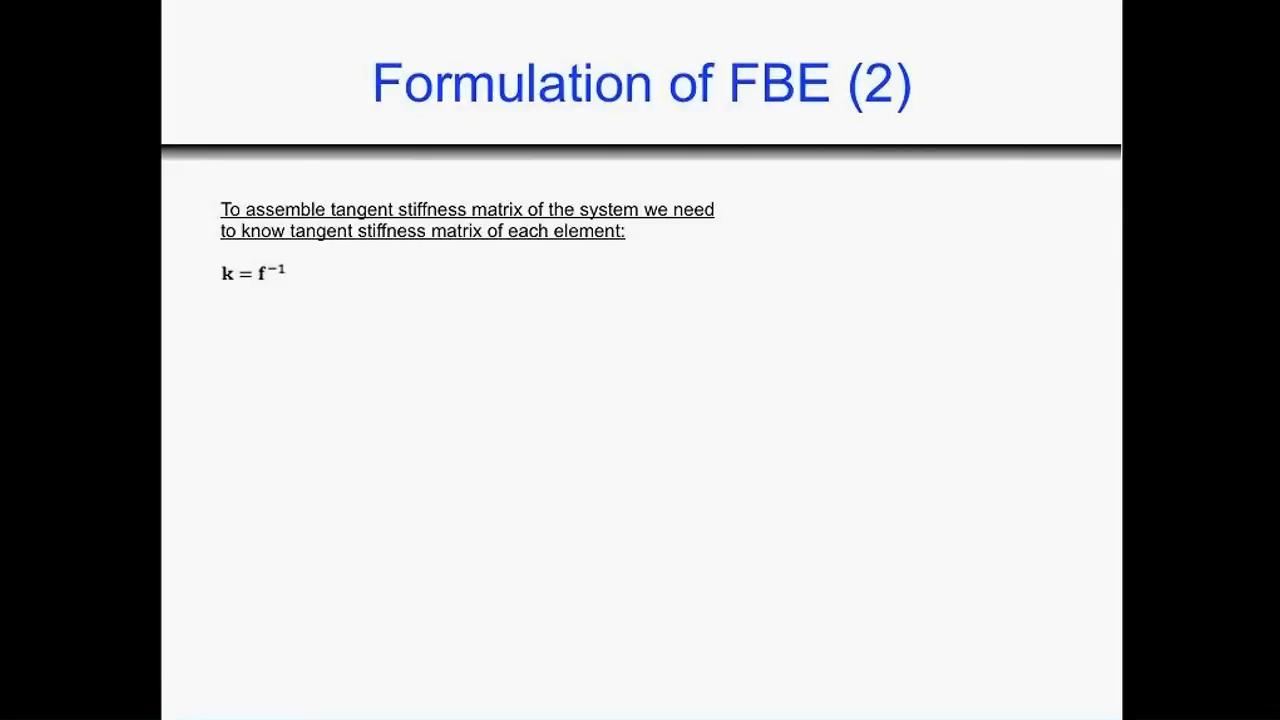 Formulation of FBE (2)
To assemble tangent stiffness matrix of the system we need
to know tangent stiffness matrix of each element:
k = f⁻¹